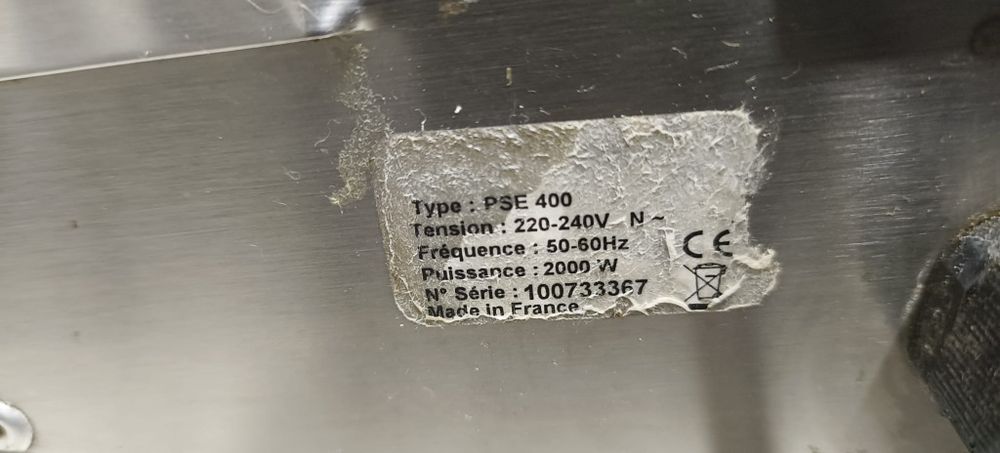 Type : PSE 400
Tension : 220-240V N ~
Fréquence : 50-60Hz
Puissance : 2000 W
N° Série : 100733367
Made in France
CE